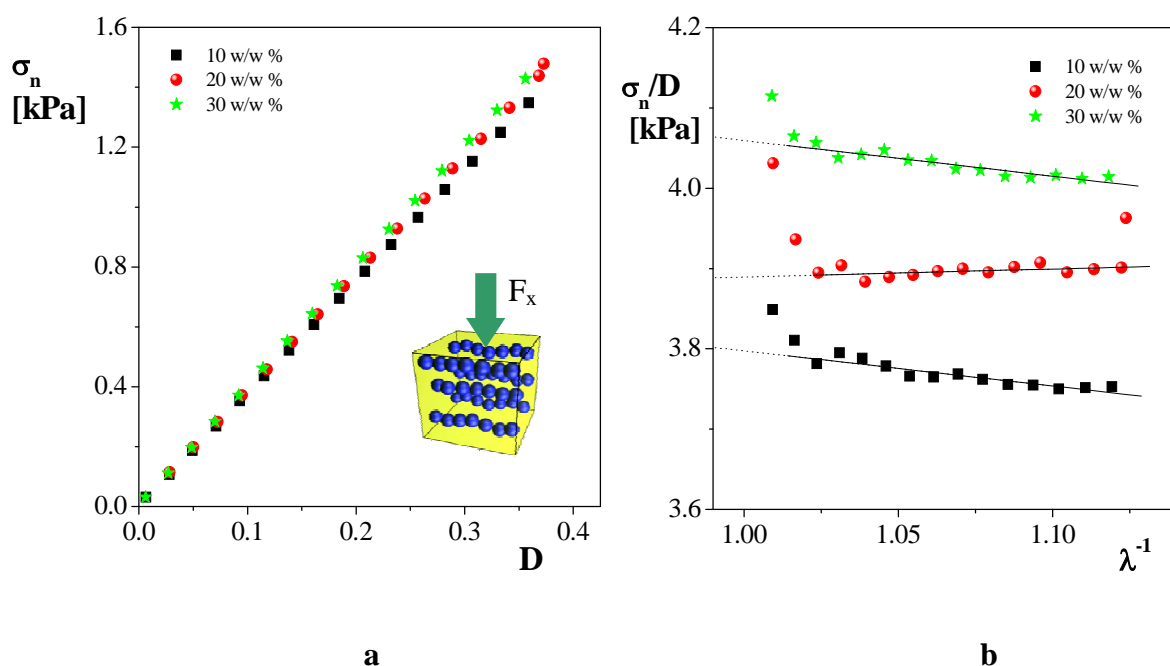 σn
[kPa]
1.6
1.2
0.8
0.4
0.0
10 w/w %
20 w/w %
30 w/w %
Fx
0.0
0.1
0.2
0.3
0.4
D
a
σn/D
[kPa]
4.2
4.0
3.8
3.6
10 w/w %
20 w/w %
30 w/w %
1.00
1.05
1.10
λ-1
b